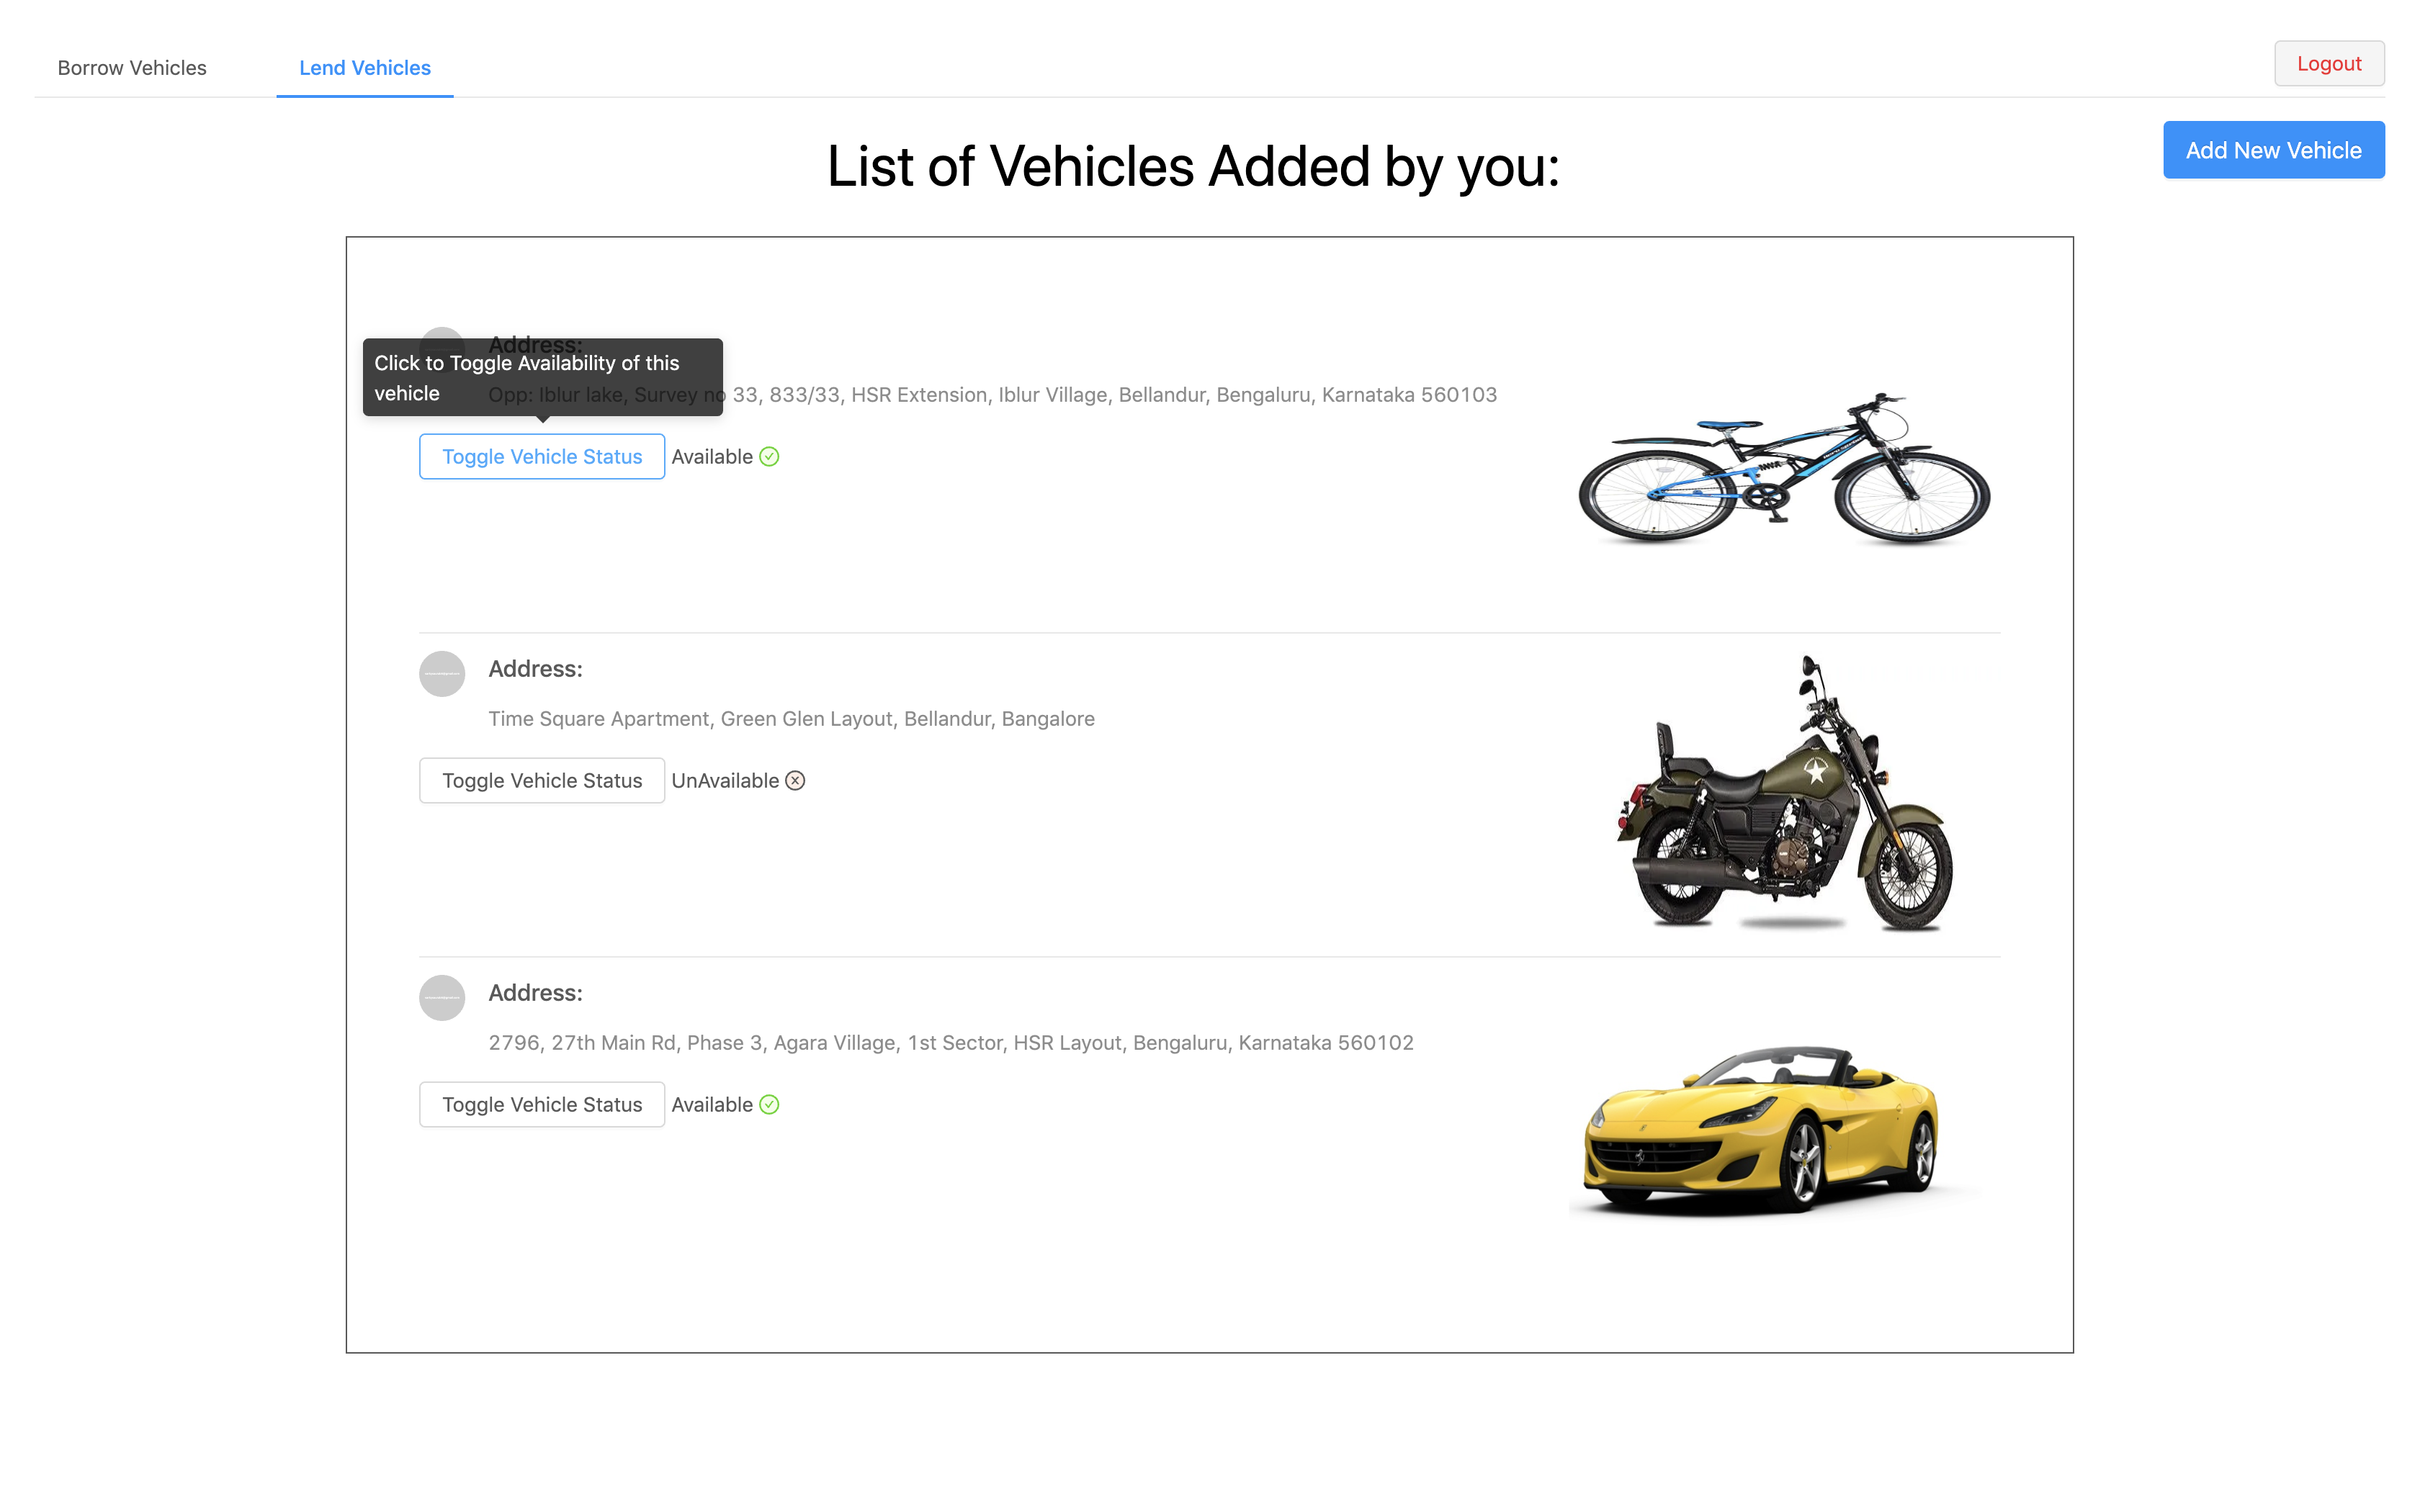 Borrow Vehicles
Lend Vehicles
Logout
Add New Vehicle
List of Vehicles Added by you:
Address:
Click to Toggle Availability of this
vehicle
Opp: Iblur lake, Survey no 33, 833/33, HSR Extension, Iblur Village, Bellandur, Bengaluru, Karnataka 560103
Toggle Vehicle Status
Available
Address:
Time Square Apartment, Green Glen Layout, Bellandur, Bangalore
Toggle Vehicle Status
UnAvailable
Address:
2796, 27th Main Rd, Phase 3, Agara Village, 1st Sector, HSR Layout, Bengaluru, Karnataka 560102
Toggle Vehicle Status
Available